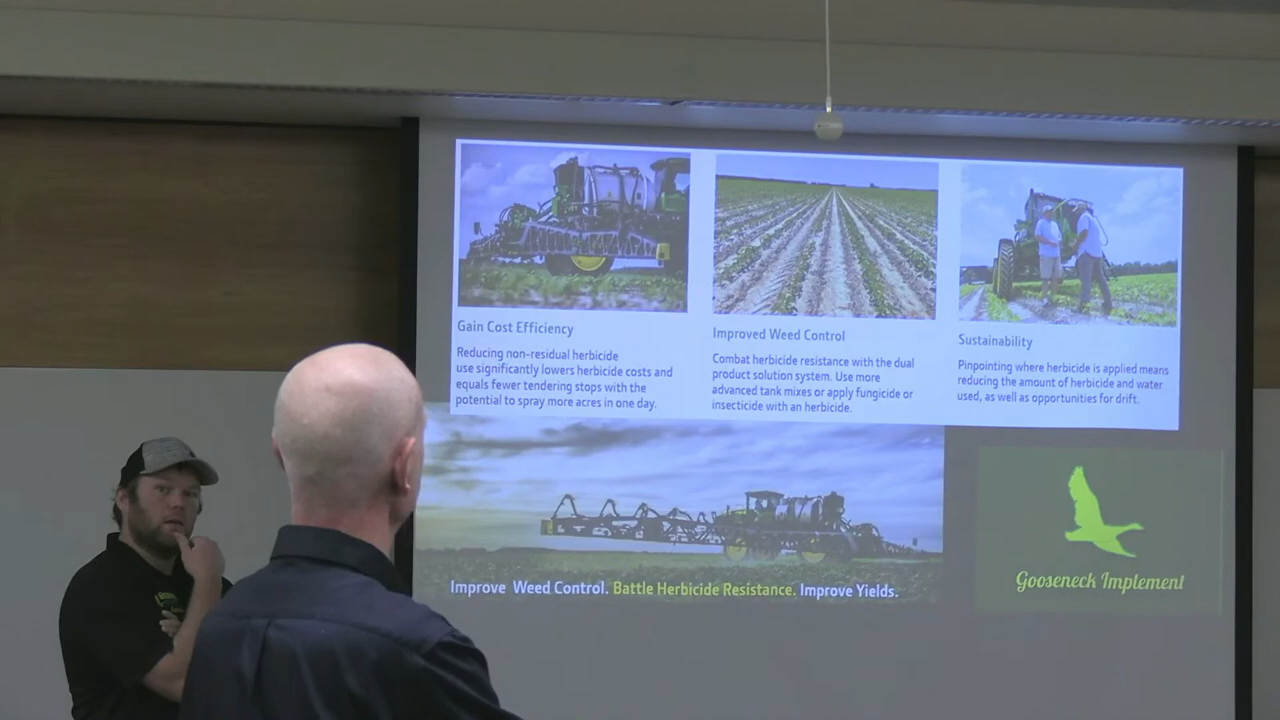 Gain Cost Efficiency
Reducing non-residual herbicide
use significantly lowers herbicide costs and
equals fewer tendering stops with the
potential to spray more acres in one day.
Improved Weed Control
Combat herbicide resistance with the dual
product solution system. Use more
advanced tank mixes or apply fungicide or
insecticide with an herbicide.
Sustainability
Pinpointing where herbicide is applied means
reducing the amount of herbicide and water
used, as well as opportunities for drift.
Improve Weed Control. Battle Herbicide Resistance. Improve Yields.
Gooseneck Implement